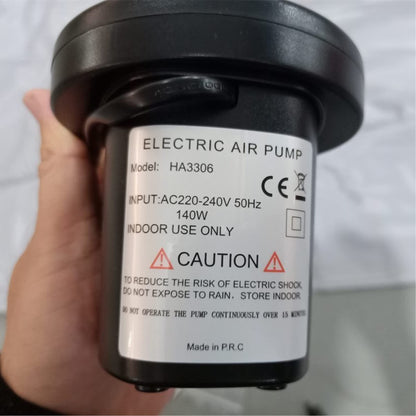 ELECTRIC AIR PUMP
Model: HA3306
CE
INPUT:AC220-240V 50Hz
140W
INDOOR USE ONLY
CAUTION
TO REDUCE THE RISK OF ELECTRIC SHOCK,
DO NOT EXPOSE TO RAIN, STORE INDOOR.
DO NOT OPERATE THE PUMP CONTINUOUSLY OVER 15 MINUTES.
Made in P.R.C